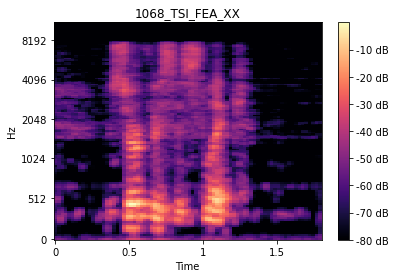 1068_TSI_FEA_XX
8192
4096
2048
1024
512
0
Hz
0
0.5
1
1.5
Time
-10 dB
-20 dB
-30 dB
-40 dB
-50 dB
-60 dB
-70 dB
-80 dB